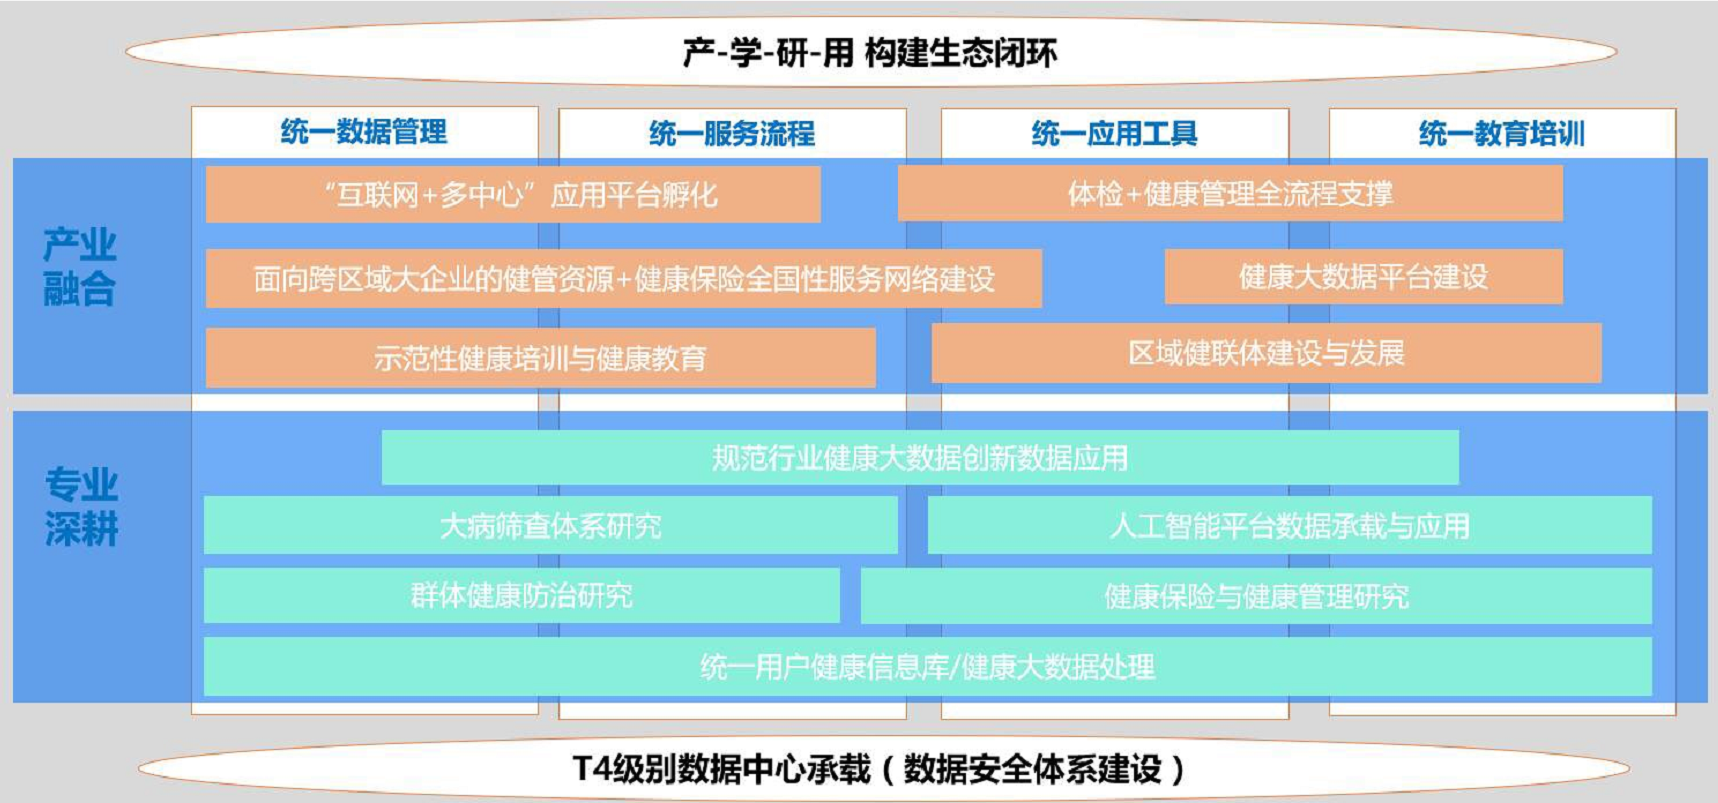 产-学-研-用 构建生态闭环
统一数据管理
统一服务流程
统一应用工具
统一教育培训
产业
融合
“互联网+多中心”应用平台孵化
体检+健康管理全流程支撑
面向跨区域大企业的健管资源+健康保险全国性服务网络建设
健康大数据平台建设
示范性健康培训与健康教育
区域健联体建设与发展
专业
深耕
规范行业健康大数据创新数据应用
大病筛查体系研究
人工智能平台数据承载与应用
群体健康防治研究
健康保险与健康管理研究
统一用户健康信息库/健康大数据处理
T4级别数据中心承载（数据安全体系建设）